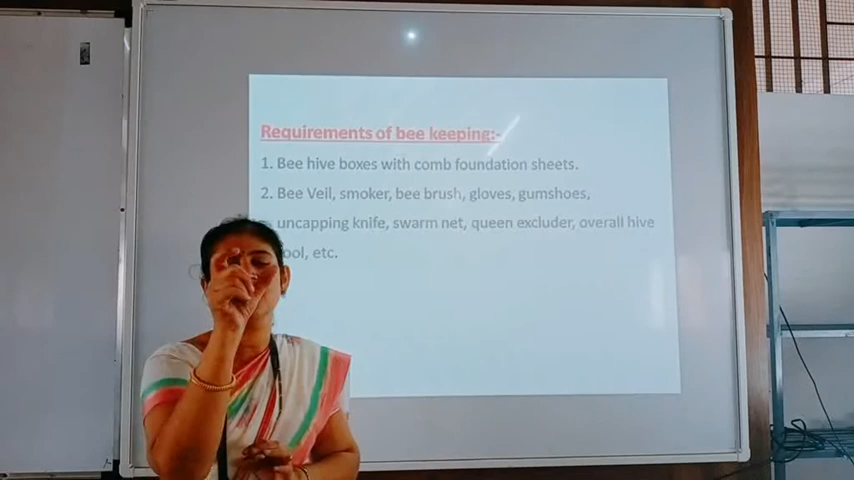 Requirements of bee keeping:-
1. Bee hive boxes with comb foundation sheets.
2. Bee Veil, smoker, bee brush, gloves, gumshoes,
uncapping knife, swarm net, queen excluder, overall hive
ool, etc.